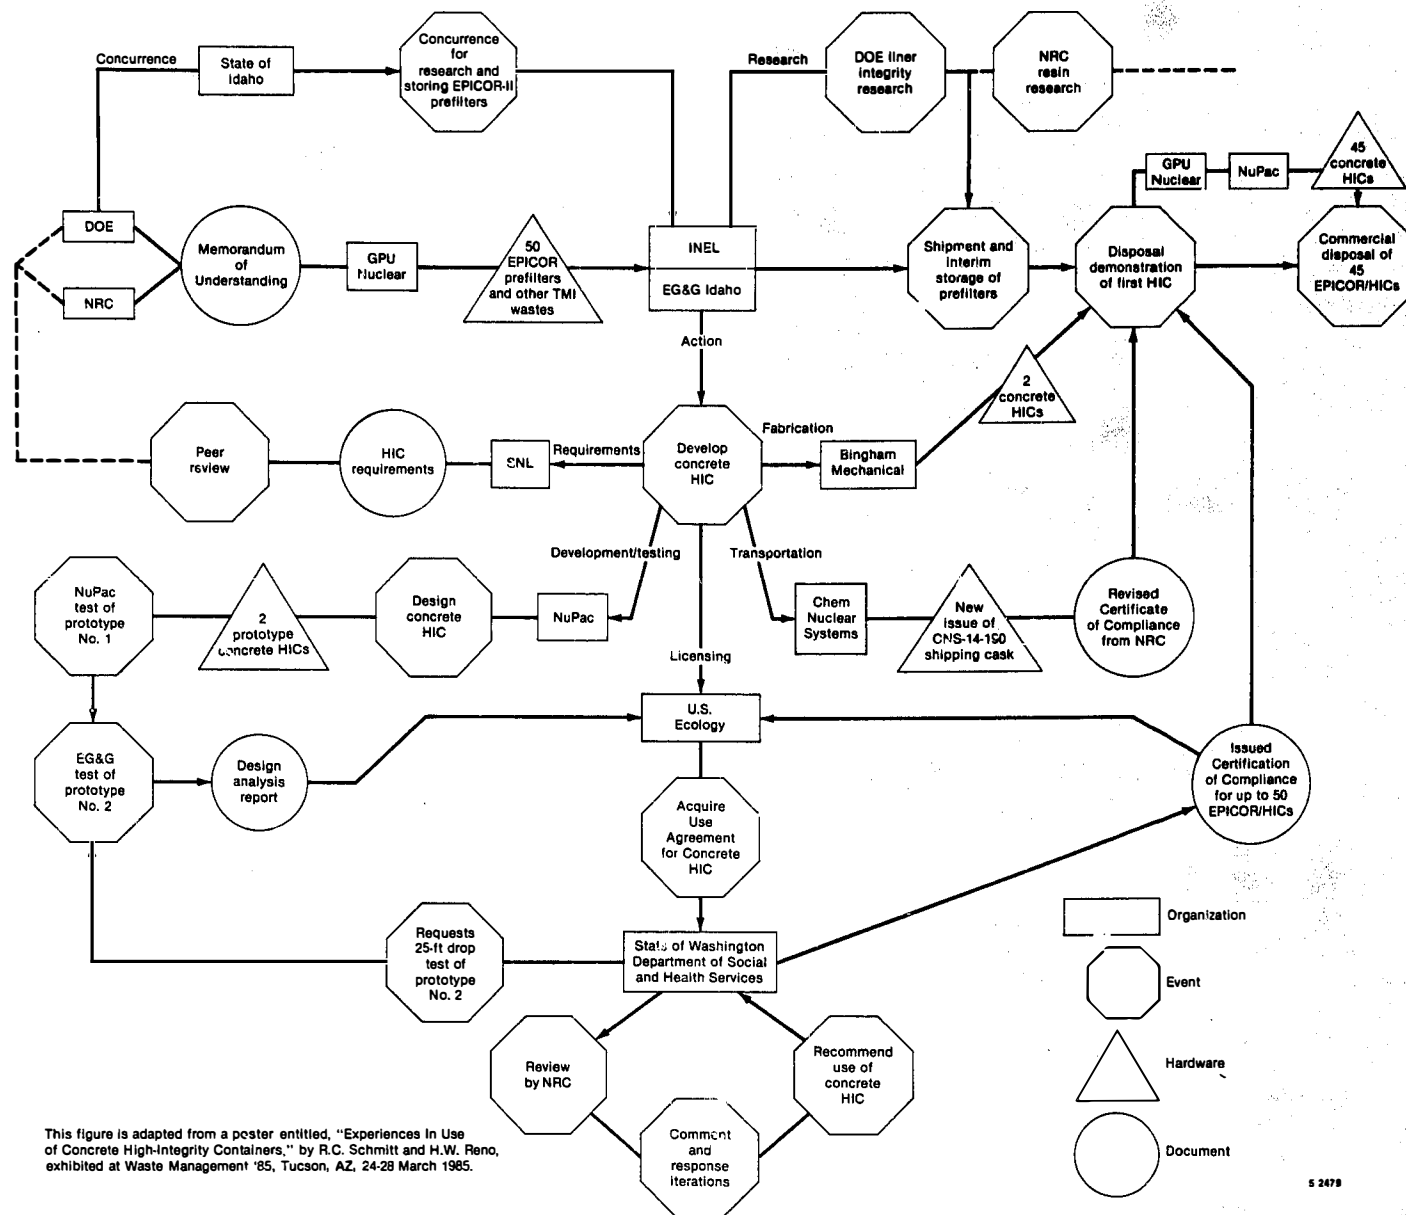 Concurrence
State of
Idaho
Concurrence
for
research and
storing EPICOR-II
prefilters
Research
DOE liner
integrity
research
NRC
resin
research
45
concrete
HICs
GPU
Nuclear
NuPac
DOE
NRC
Memorandum
of
Understanding
GPU
Nuclear
50
EPICOR
prefilters
and other TMI
wastes
INEL
EG&G Idaho
Shipment and
interim
storage of
prefilters
Disposal
demonstration
of first HIC
Commercial
disposal of
45
EPICOR/HICs
Action
2
concrete
HICs
Peer
review
HIC
requirements
SNL
Requirements
Develop
concrete
HIC
Fabrication
Bingham
Mechanical
Development/testing
Transportation
NuPac
test of
prototype
No. 1
2
prototype
concrete HICs
Design
concrete
HIC
NuPac
Chem
Nuclear
Systems
New
issue of
CNS-14-190
shipping cask
Revised
Certificate
of Compliance
from NRC
Licensing
U.S.
Ecology
EG&G
test of
prototype
No. 2
Design
analysis
report
Issued
Certification
of Compliance
for up to 50
EPICOR/HICs
Acquire
Use
Agreement
for Concrete
HIC
Requests
25-ft drop
test of
prototype
No. 2
State of Washington
Department of Social
and Health Services
Organization
Event
Review
by NRC
Recommend
use of
concrete
HIC
Hardware
Comment
and
response
iterations
Document
This figure is adapted from a poster entitled, "Experiences In Use
of Concrete High-Integrity Containers," by R.C. Schmitt and H.W. Reno,
exhibited at Waste Management '85, Tucson, AZ, 24-28 March 1985.
5 2479